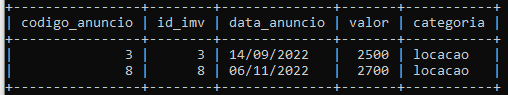 codigo_anuncio | id_imv | data_anuncio | valor | categoria
3 | 3 | 14/09/2022 | 2500 | locacao
8 | 8 | 06/11/2022 | 2700 | locacao